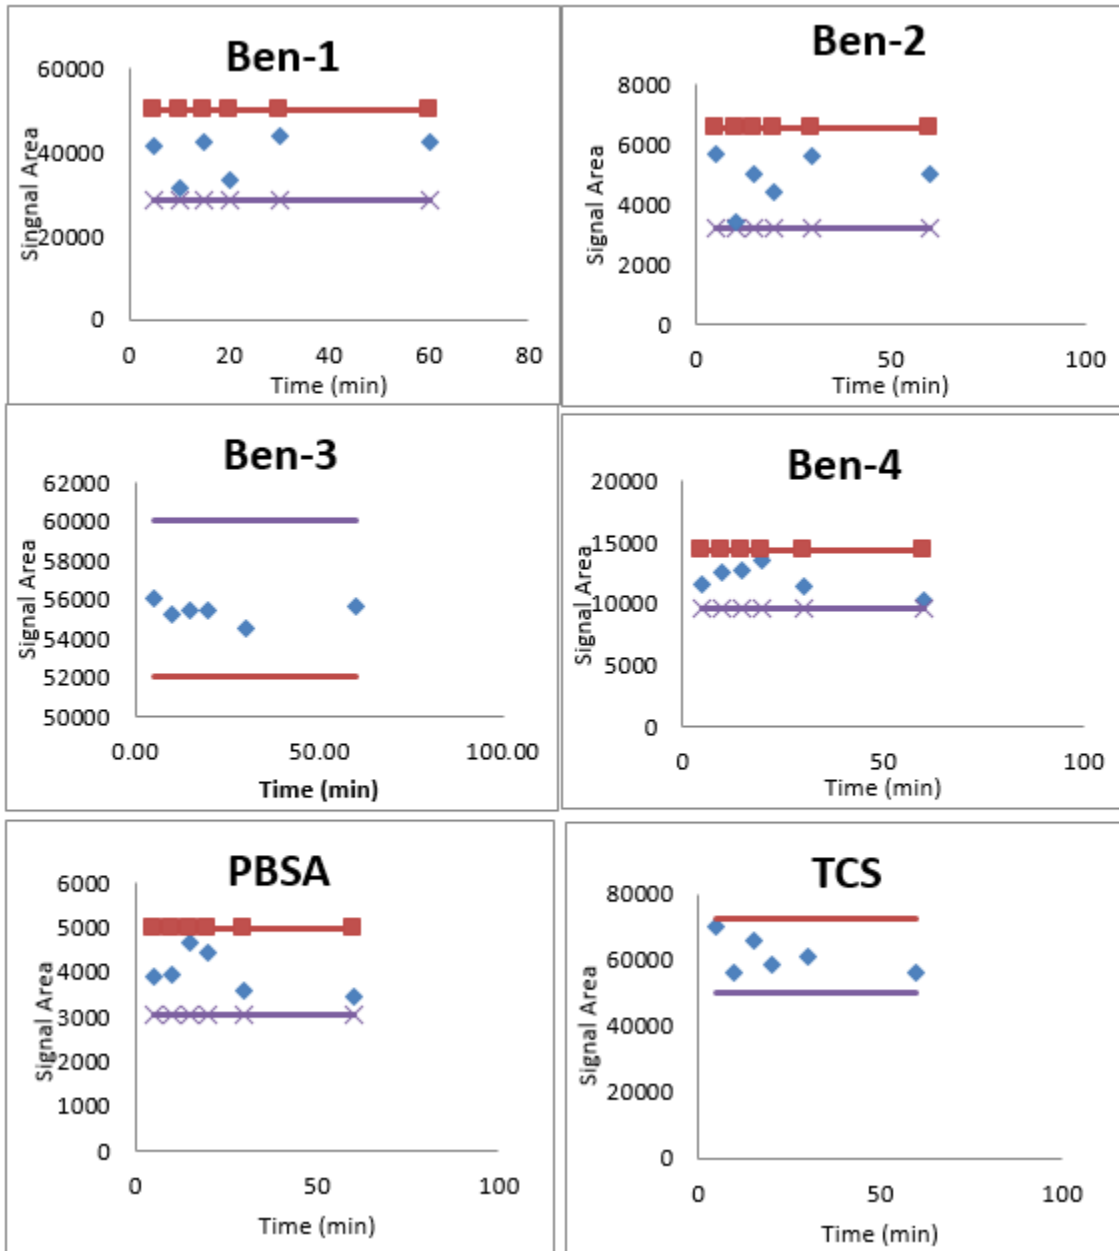 Ben-1
Singnal Area
60000
40000
20000
0
0 20 40 60 80
Time (min)
Ben-2
Signal Area
8000
6000
4000
2000
0
0 50 100
Time (min)
Ben-3
Signal Area
62000
60000
58000
56000
54000
52000
50000
0.00 50.00 100.00
Time (min)
Ben-4
Signal Area
20000
15000
10000
5000
0
0 50 100
Time (min)
PBSA
Signal Area
6000
5000
4000
3000
2000
1000
0
0 50 100
Time (min)
TCS
Signal Area
80000
60000
40000
20000
0
0 50 100
Time (min)